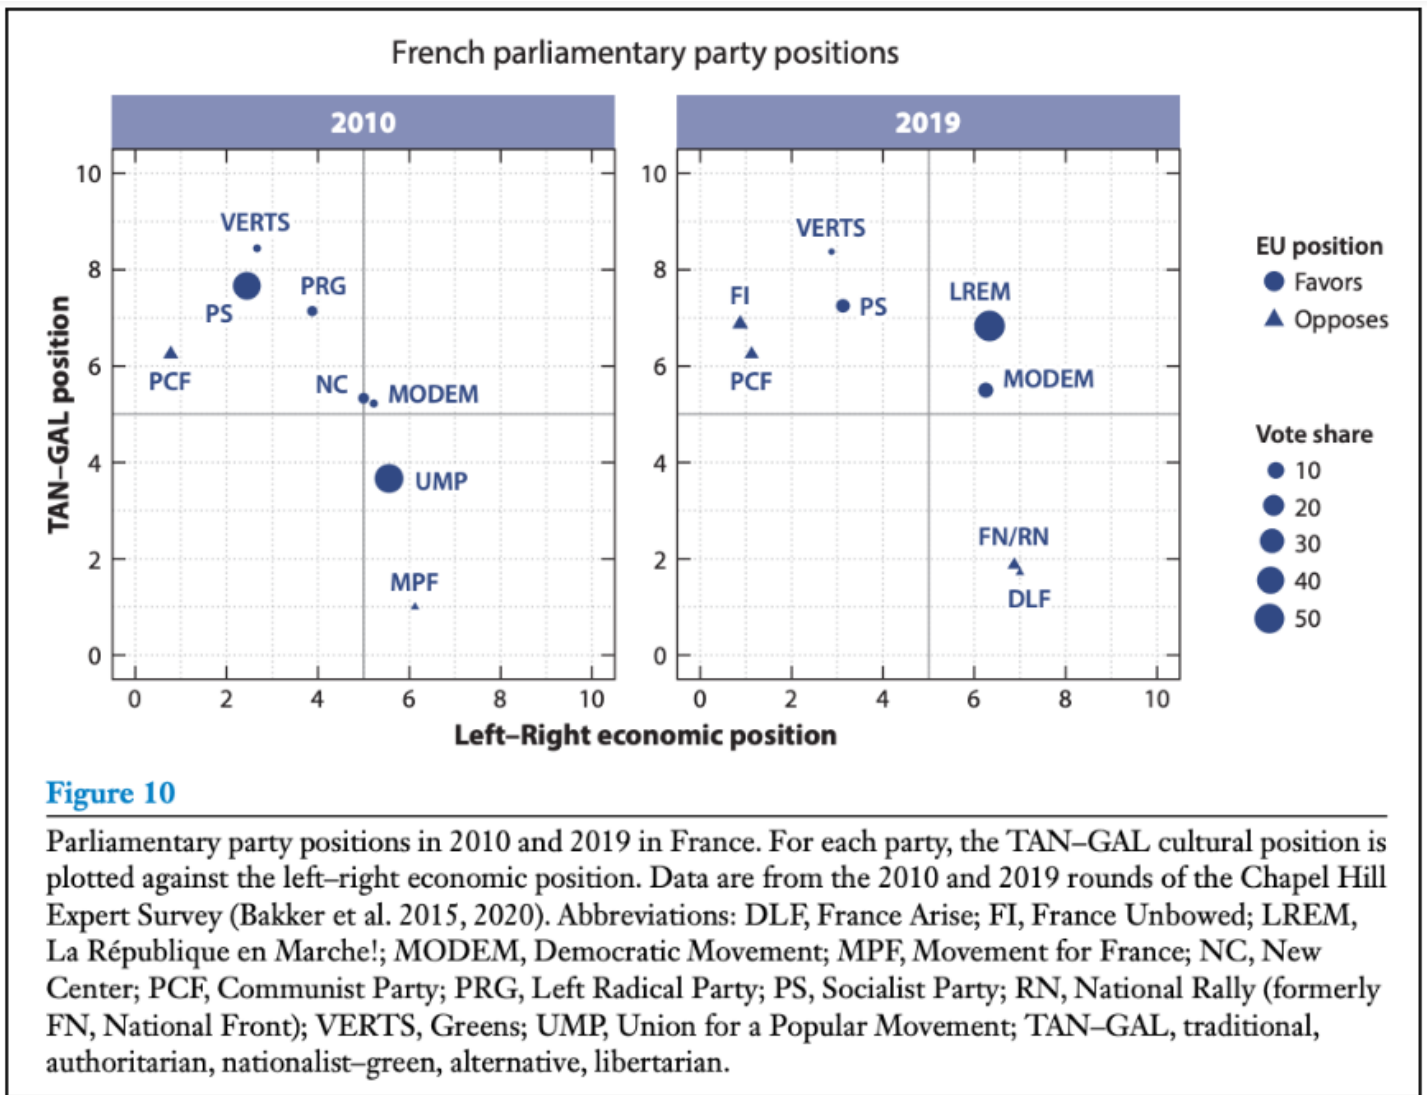 French parliamentary party positions
2010
2019
TAN–GAL position
10
8
6
4
2
0
VERTS
PS
PRG
PCF
NC
MODEM
UMP
MPF
0 2 4 6 8 10
10
8
6
4
2
0
VERTS
FI
PS
LREM
PCF
MODEM
FN/RN
DLF
0 2 4 6 8 10
Left–Right economic position
EU position
Favors
Opposes
Vote share
10
20
30
40
50
Figure 10
Parliamentary party positions in 2010 and 2019 in France. For each party, the TAN–GAL cultural position is
plotted against the left–right economic position. Data are from the 2010 and 2019 rounds of the Chapel Hill
Expert Survey (Bakker et al. 2015, 2020). Abbreviations: DLF, France Arise; FI, France Unbowed; LREM,
La République en Marche!; MODEM, Democratic Movement; MPF, Movement for France; NC, New
Center; PCF, Communist Party; PRG, Left Radical Party; PS, Socialist Party; RN, National Rally (formerly
FN, National Front); VERTS, Greens; UMP, Union for a Popular Movement; TAN–GAL, traditional,
authoritarian, nationalist–green, alternative, libertarian.